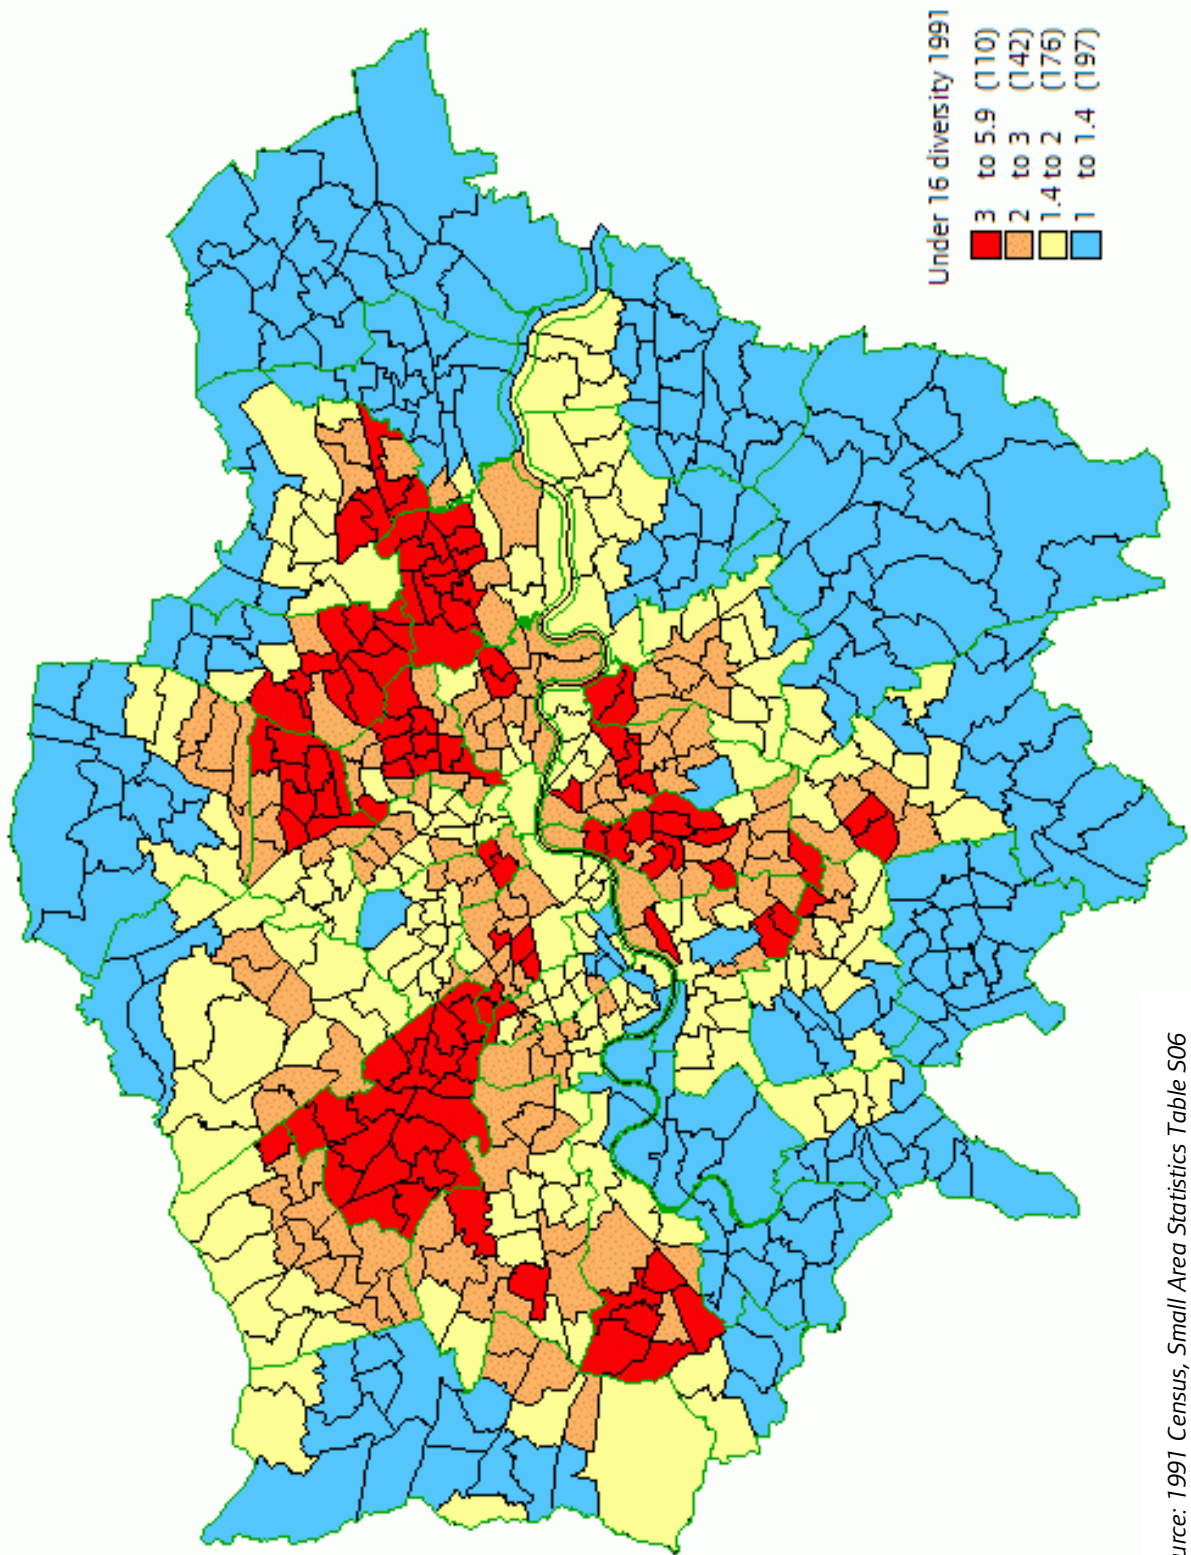 Under 16 diversity 1991
3 to 5.9 (110)
2 to 3 (142)
1.4 to 2 (176)
1 to 1.4 (197)
urce: 1991 Census, Small Area Statistics Table S06